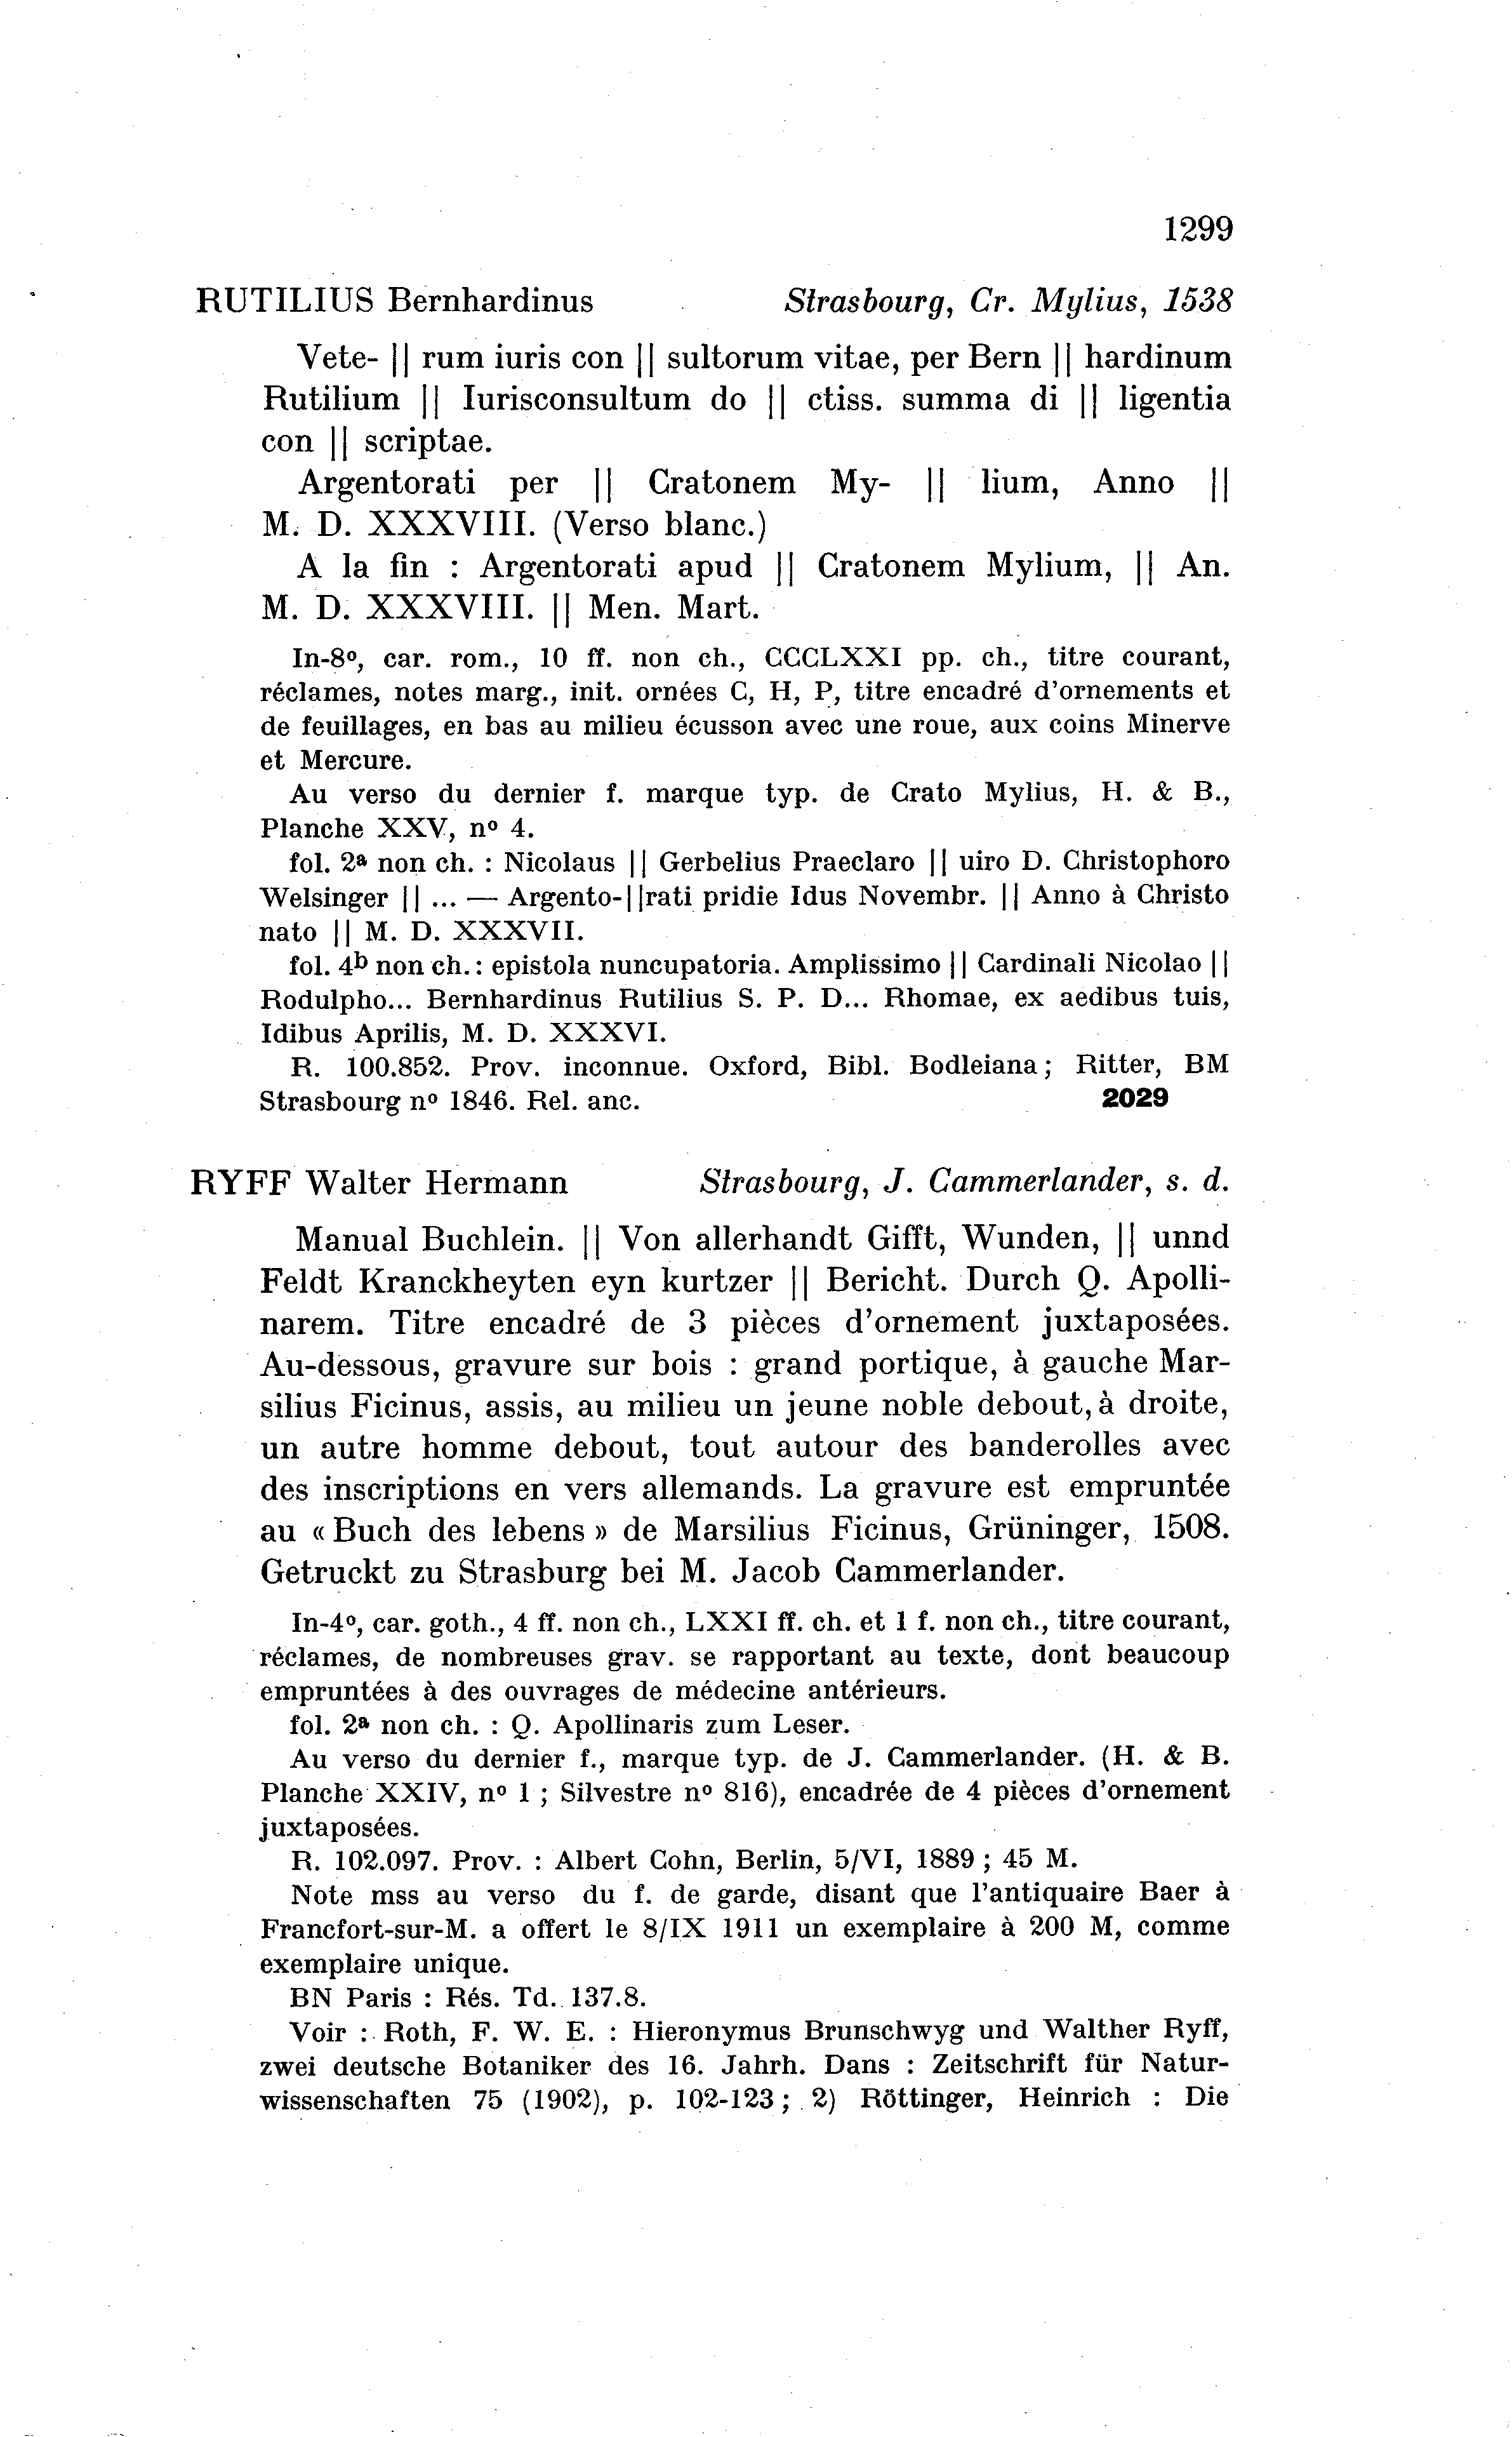 1299
RUTILIUS Bernhardinus Strasbourg, Cr. Mylius, 1538
Vete- || rum iuris con || sultorum vitae, per Bern || hardinum
Rutilium || Iurisconsultum do || ctiss. summa di || ligentia
con || scriptae.
Argentorati per || Cratonem My- || lium, Anno ||
M. D. XXXVIII. (Verso blanc.)
A la fin : Argentorati apud || Cratonem Mylium, || An.
M. D. XXXVIII. || Men. Mart.
In-8º, car. rom., 10 ff. non ch., CCCLXXI pp. ch., titre courant,
réclames, notes marg., init. ornées C, H, P, titre encadré d'ornements et
de feuillages, en bas au milieu écusson avec une roue, aux coins Minerve
et Mercure.
Au verso du dernier f. marque typ. de Crato Mylius, H. & B.,
Planche XXV, nº 4.
fol. 2ª non ch. : Nicolaus || Gerbelius Praeclaro || uiro D. Christophoro
Welsinger || ... — Argento-||rati pridie Idus Novembr. || Anno à Christo
nato || M. D. XXXVII.
fol. 4ᵇ non ch. : epistola nuncupatoria. Amplissimo || Cardinali Nicolao ||
Rodulpho... Bernhardinus Rutilius S. P. D... Rhomae, ex aedibus tuis,
Idibus Aprilis, M. D. XXXVI.
R. 100.852. Prov. inconnue. Oxford, Bibl. Bodleiana ; Ritter, BM
Strasbourg nº 1846. Rel. anc. 2029
RYFF Walter Hermann Strasbourg, J. Cammerlander, s. d.
Manual Buchlein. || Von allerhandt Gifft, Wunden, || unnd
Feldt Kranckheyten eyn kurtzer || Bericht. Durch Q. Apolli-
narem. Titre encadré de 3 pièces d'ornement juxtaposées.
Au-dessous, gravure sur bois : grand portique, à gauche Mar-
silius Ficinus, assis, au milieu un jeune noble debout, à droite,
un autre homme debout, tout autour des banderolles avec
des inscriptions en vers allemands. La gravure est empruntée
au « Buch des lebens » de Marsilius Ficinus, Grüninger, 1508.
Getruckt zu Strasburg bei M. Jacob Cammerlander.
In-4º, car. goth., 4 ff. non ch., LXXI ff. ch. et 1 f. non ch., titre courant,
réclames, de nombreuses grav. se rapportant au texte, dont beaucoup
empruntées à des ouvrages de médecine antérieurs.
fol. 2ª non ch. : Q. Apollinaris zum Leser.
Au verso du dernier f., marque typ. de J. Cammerlander. (H. & B.
Planche XXIV, nº 1 ; Silvestre nº 816), encadrée de 4 pièces d'ornement
juxtaposées.
R. 102.097. Prov. : Albert Cohn, Berlin, 5/VI, 1889 ; 45 M.
Note mss au verso du f. de garde, disant que l'antiquaire Baer à
Francfort-sur-M. a offert le 8/IX 1911 un exemplaire à 200 M, comme
exemplaire unique.
BN Paris : Rés. Td. 137.8.
Voir : Roth, F. W. E. : Hieronymus Brunschwyg und Walther Ryff,
zwei deutsche Botaniker des 16. Jahrh. Dans : Zeitschrift für Natur-
wissenschaften 75 (1902), p. 102-123 ; 2) Röttinger, Heinrich : Die